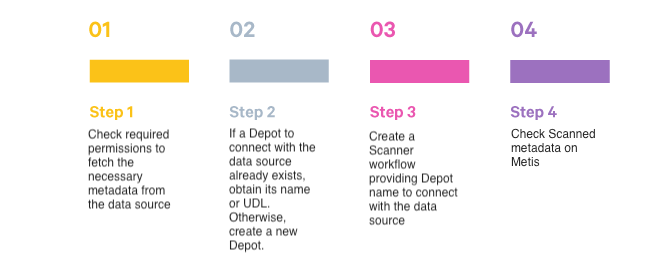 01
02
03
04
Step 1
Check required
permissions to
fetch the
necessary
metadata from
the data source
Step 2
If a Depot to
connect with the
data source
already exists,
obtain its name
or UDL.
Otherwise,
create a new
Depot.
Step 3
Create a
Scanner
workflow
providing Depot
name to connect
with the data
source
Step 4
Check Scanned
metadata on
Metis